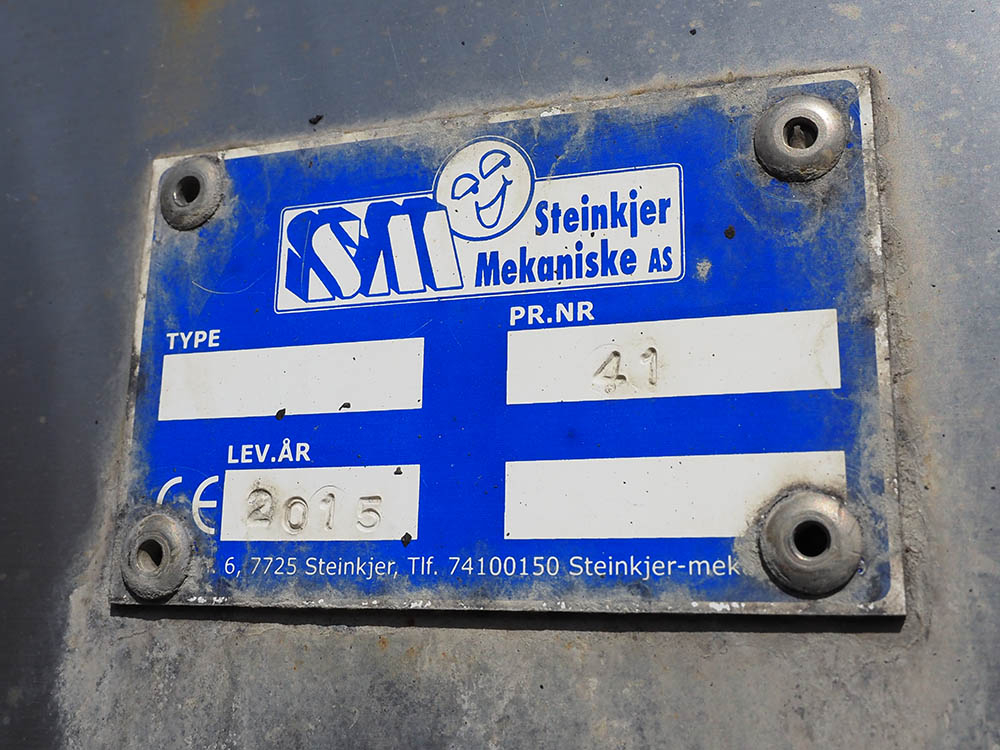 SM
Steinkjer
Mekaniske AS
TYPE
PR.NR
41
LEV.ÅR
CE
2015
6, 7725 Steinkjer, Tlf. 74100150 Steinkjer-mek